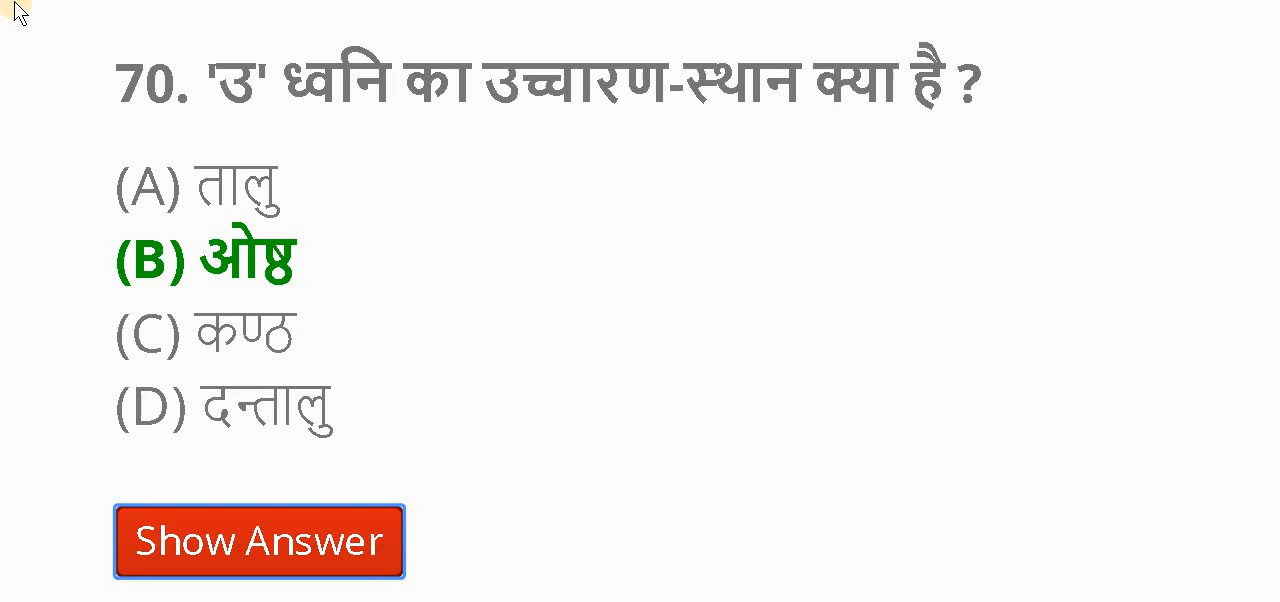 70. 'उ' ध्वनि का उच्चारण-स्थान क्या है ?
(A) तालु
(B) ओष्ठ
(C) कण्ठ
(D) दन्तालु
Show Answer